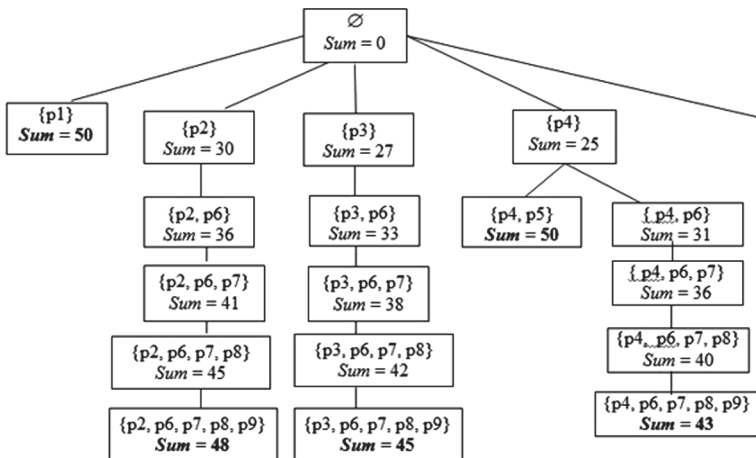 ∅
Sum = 0
{p1}
Sum = 50
{p2}
Sum = 30
{p3}
Sum = 27
{p4}
Sum = 25
{p2, p6}
Sum = 36
{p3, p6}
Sum = 33
{p4, p5}
Sum = 50
{ p4, p6}
Sum = 31
{p2, p6, p7}
Sum = 41
{p3, p6, p7}
Sum = 38
{ p4, p6, p7}
Sum = 36
{p2, p6, p7, p8}
Sum = 45
{p3, p6, p7, p8}
Sum = 42
{p4, p6, p7, p8}
Sum = 40
{p2, p6, p7, p8, p9}
Sum = 48
{p3, p6, p7, p8, p9}
Sum = 45
{p4, p6, p7, p8, p9}
Sum = 43